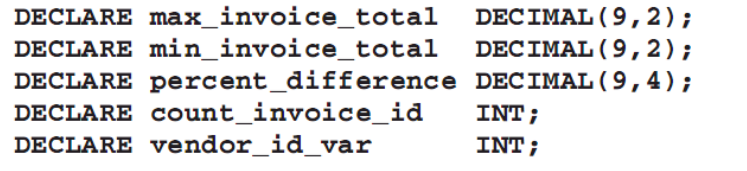 DECLARE max_invoice_total  DECIMAL(9,2);
DECLARE min_invoice_total  DECIMAL(9,2);
DECLARE percent_difference DECIMAL(9,4);
DECLARE count_invoice_id   INT;
DECLARE vendor_id_var      INT;